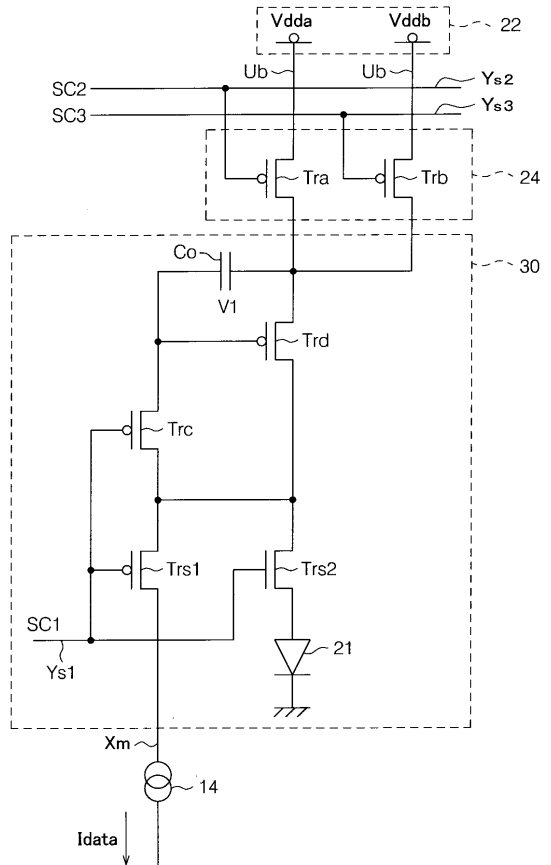 Vdda
Vddb
22
Ub
Ub
SC2
Ys2
SC3
Ys3
Tra
Trb
24
Co
V1
30
Trd
Trc
Trs1
Trs2
SC1
Ys1
21
Xm
14
Idata